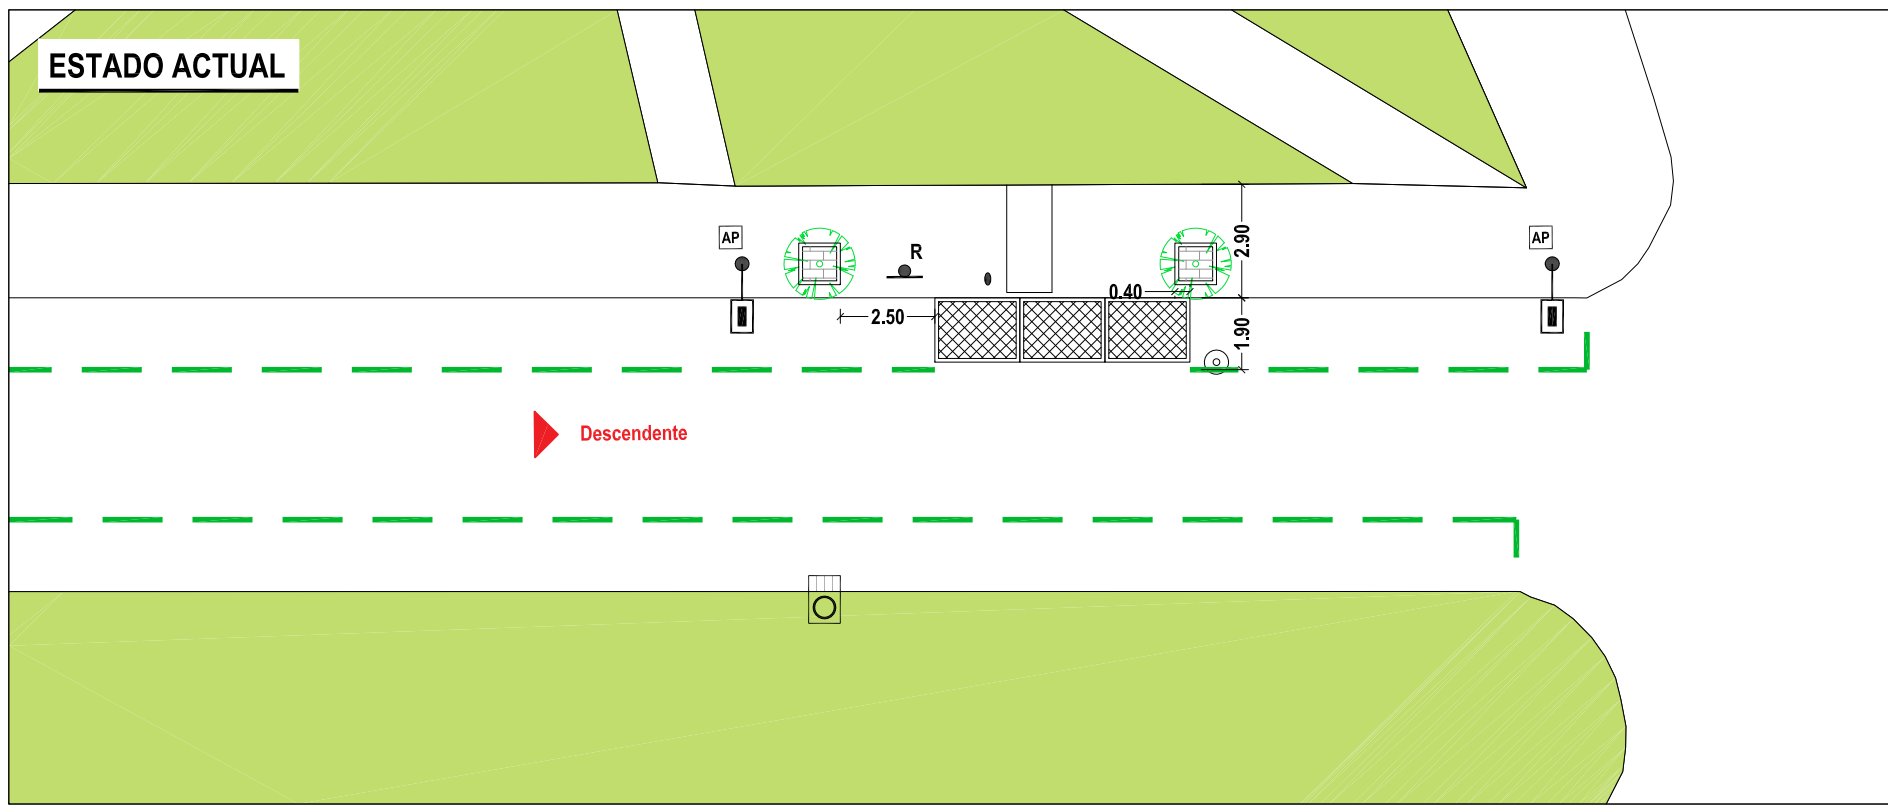 ESTADO ACTUAL
AP
R
2.90
AP
0.40
2.50
1.90
Descendente